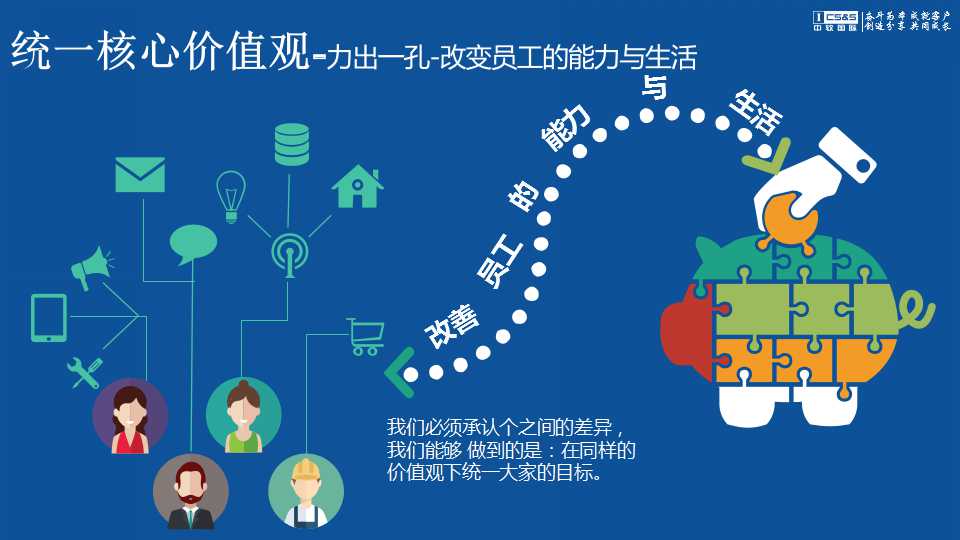 统一核心价值观-力出一孔-改变员工的能力与生活
I CS&S
中软国际
奋斗为本 成就客户
创造分享 共同成长
改善 员工 的 能力 与 生活
我们必须承认个之间的差异，
我们能够 做到的是：在同样的
价值观下统一大家的目标。